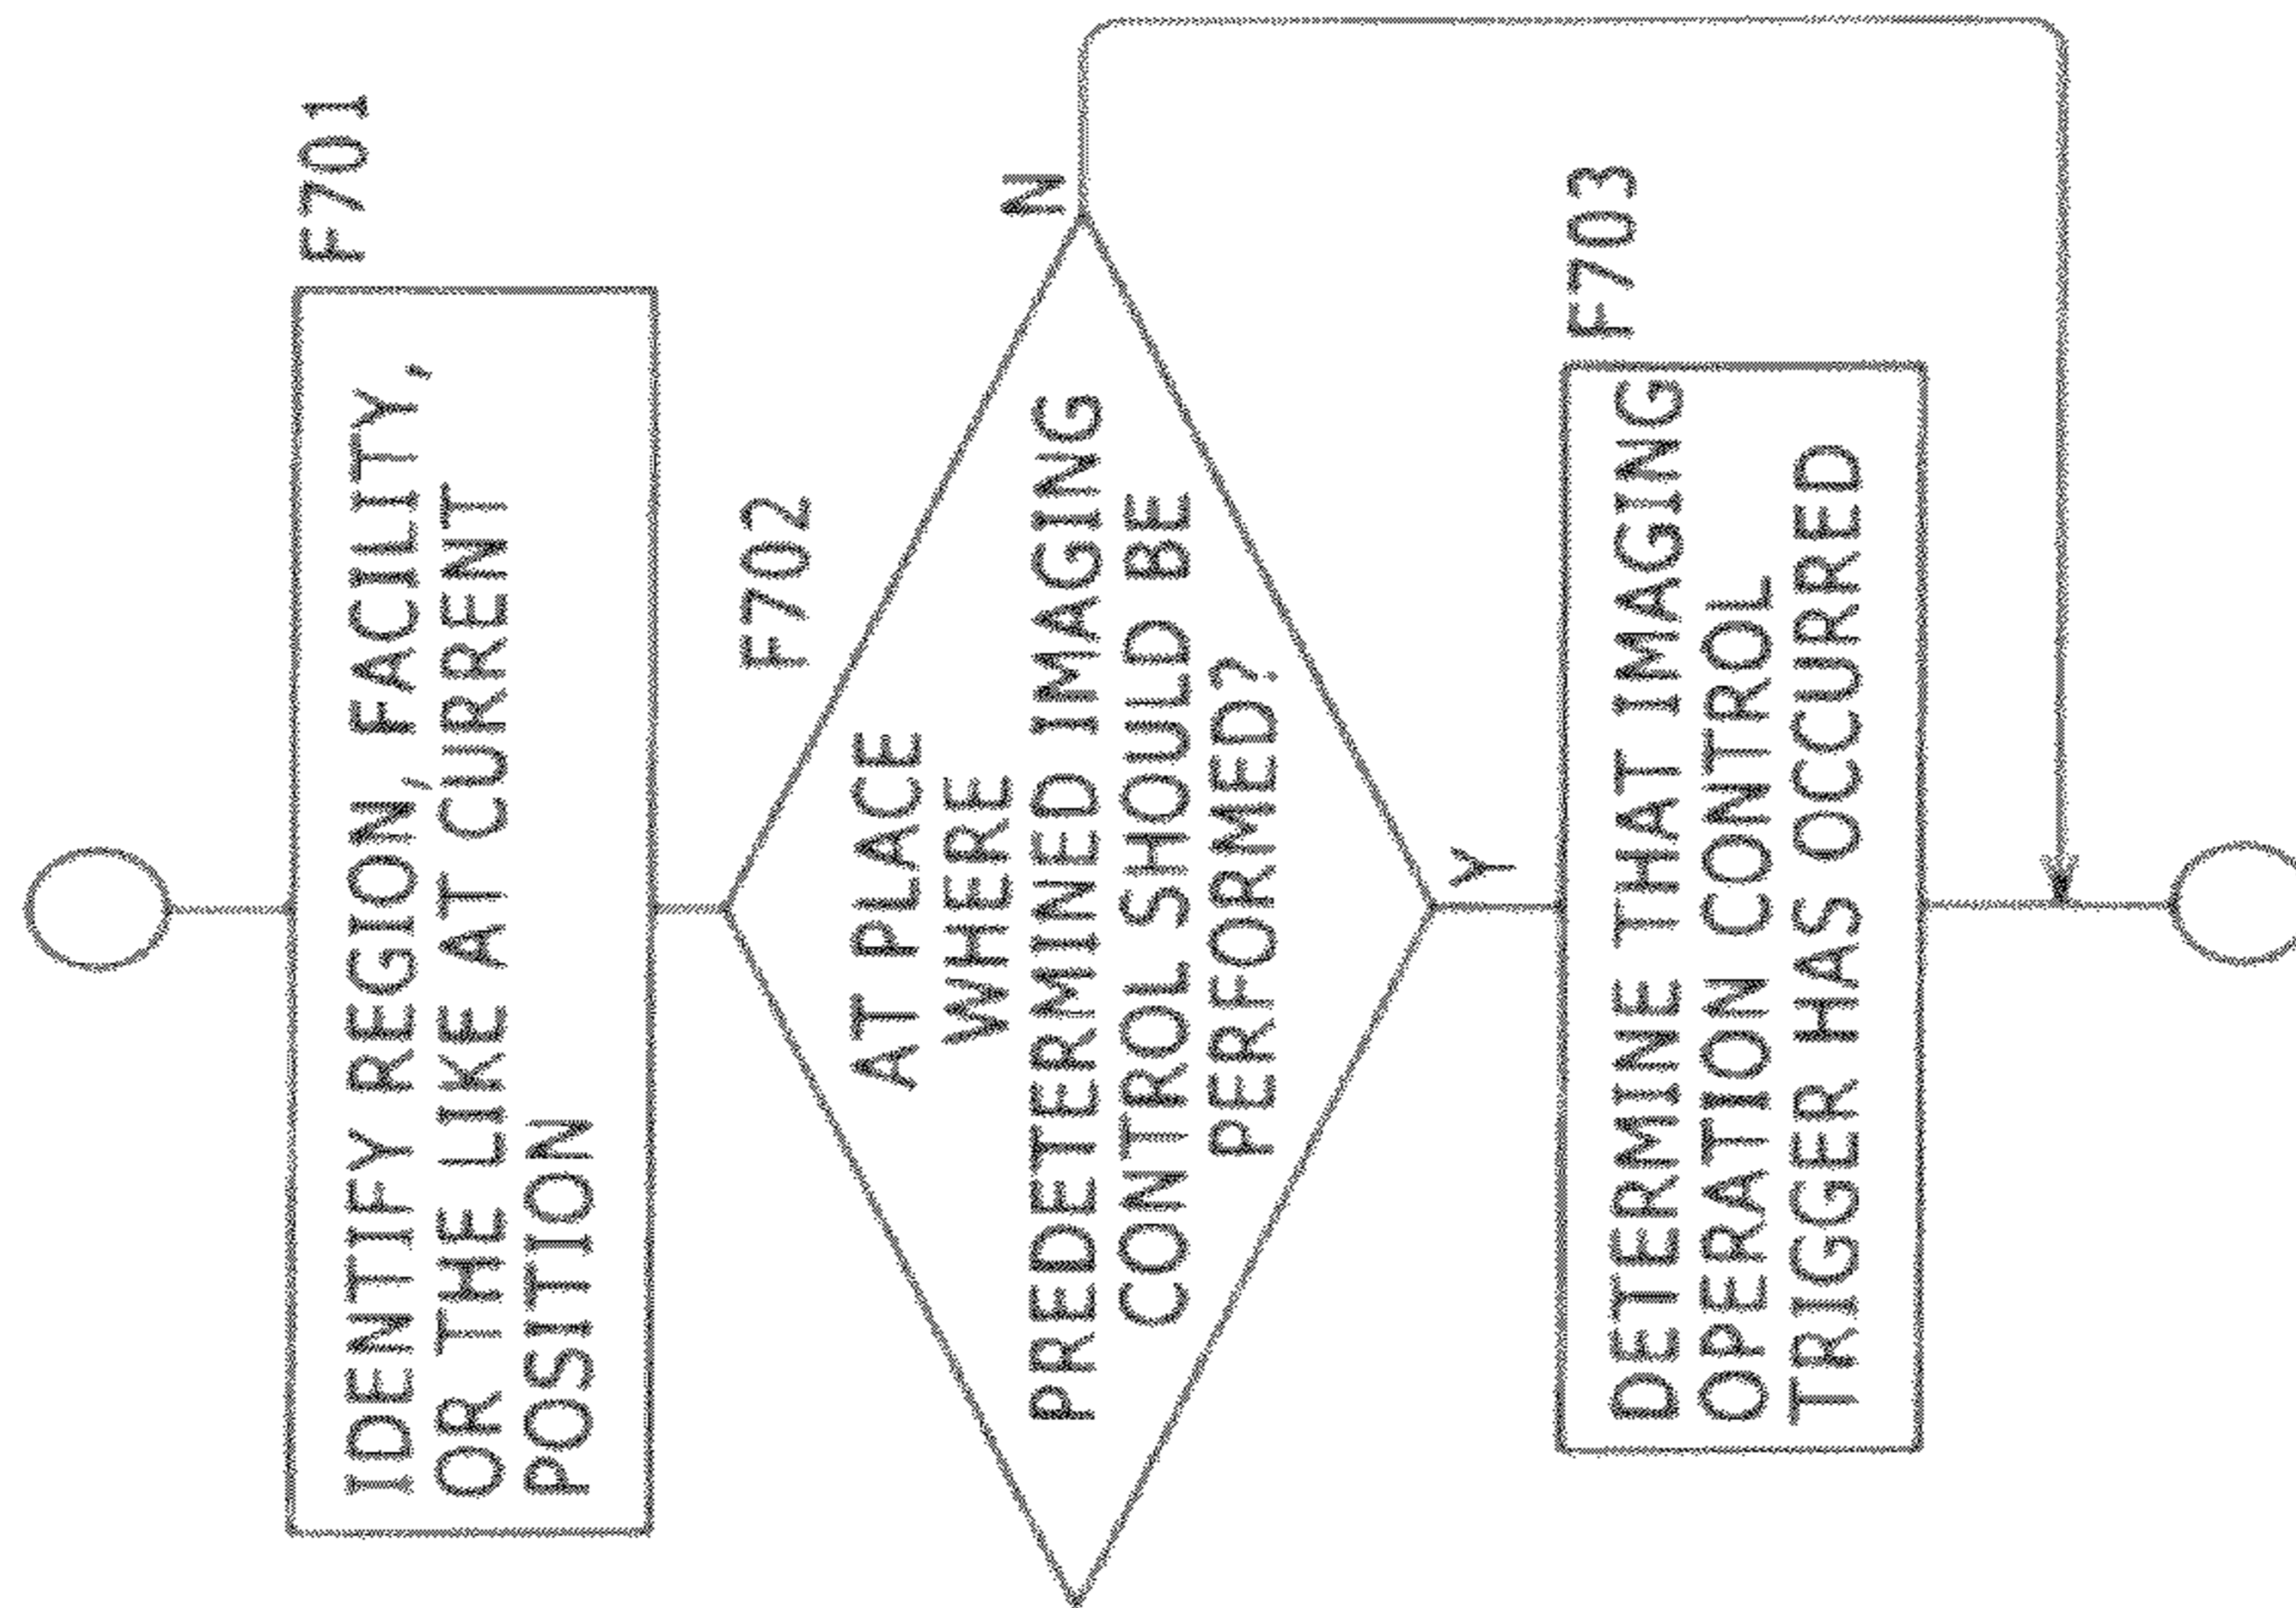 F701
IDENTIFY REGION, FACILITY,
OR THE LIKE AT CURRENT
POSITION
F702
AT PLACE
WHERE
PREDETERMINED IMAGING
CONTROL SHOULD BE
PERFORMED?
N
Y
F703
DETERMINE THAT IMAGING
OPERATION CONTROL
TRIGGER HAS OCCURRED